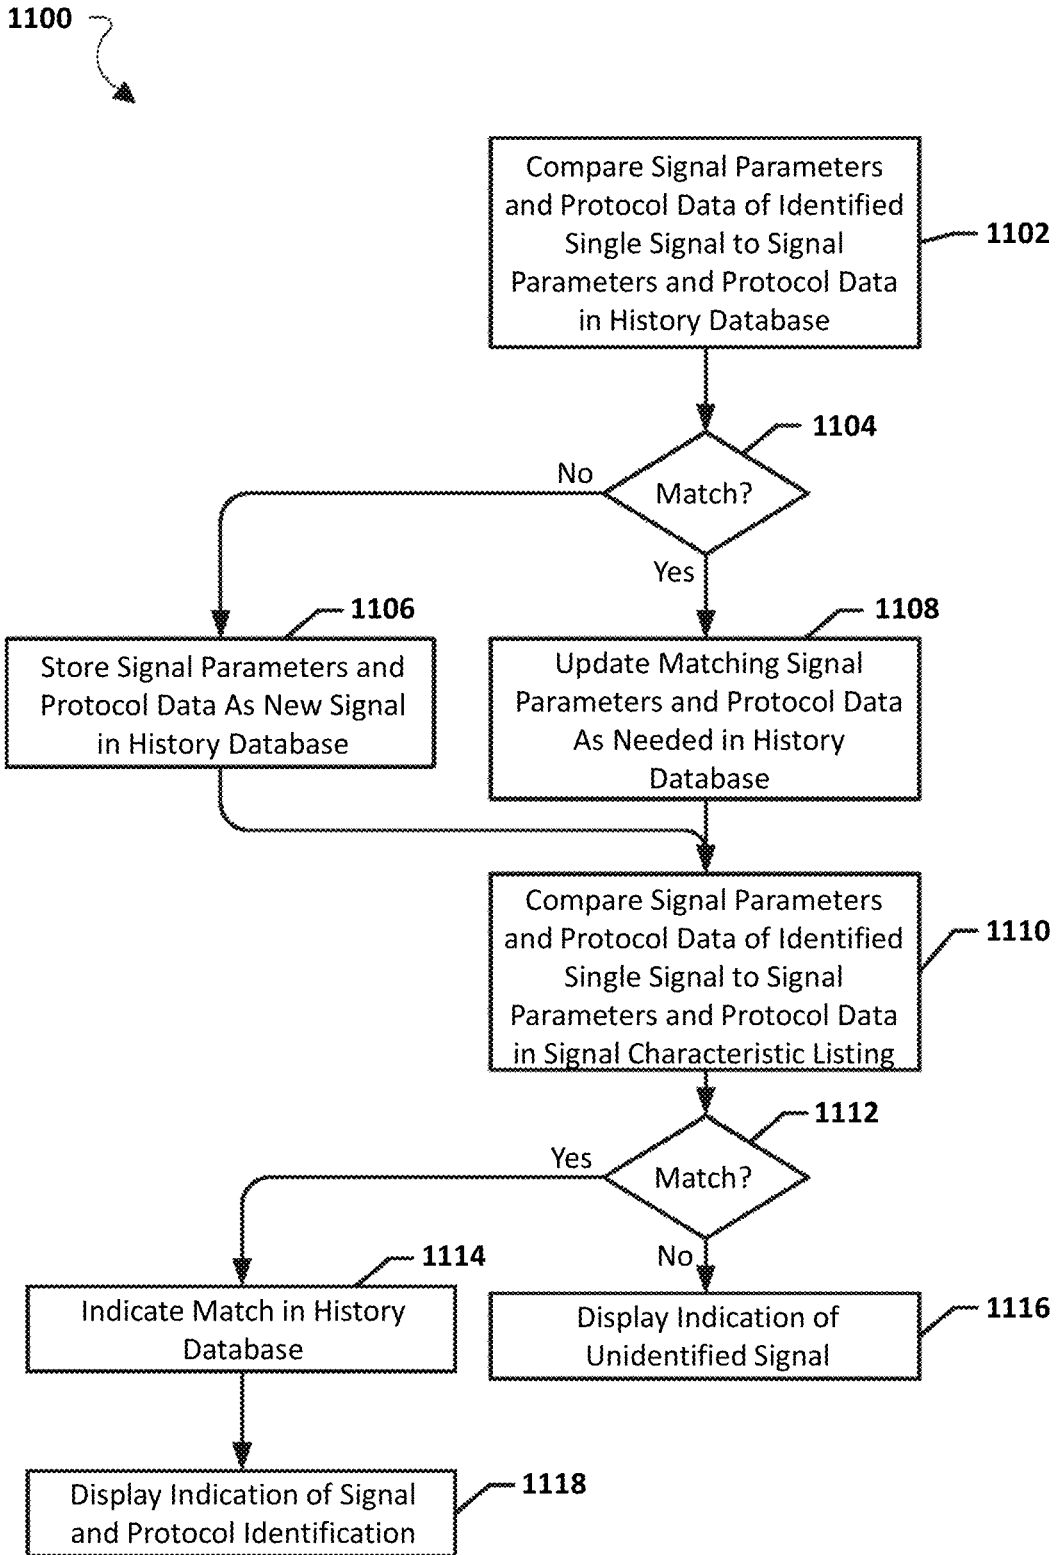 1100
Compare Signal Parameters
and Protocol Data of Identified
Single Signal to Signal
Parameters and Protocol Data
in History Database
1102
1104
Match?
No
Yes
1106
Store Signal Parameters and
Protocol Data As New Signal
in History Database
1108
Update Matching Signal
Parameters and Protocol Data
As Needed in History
Database
Compare Signal Parameters
and Protocol Data of Identified
Single Signal to Signal
Parameters and Protocol Data
in Signal Characteristic Listing
1110
1112
Match?
Yes
No
1114
Indicate Match in History
Database
Display Indication of
Unidentified Signal
1116
Display Indication of Signal
and Protocol Identification
1118